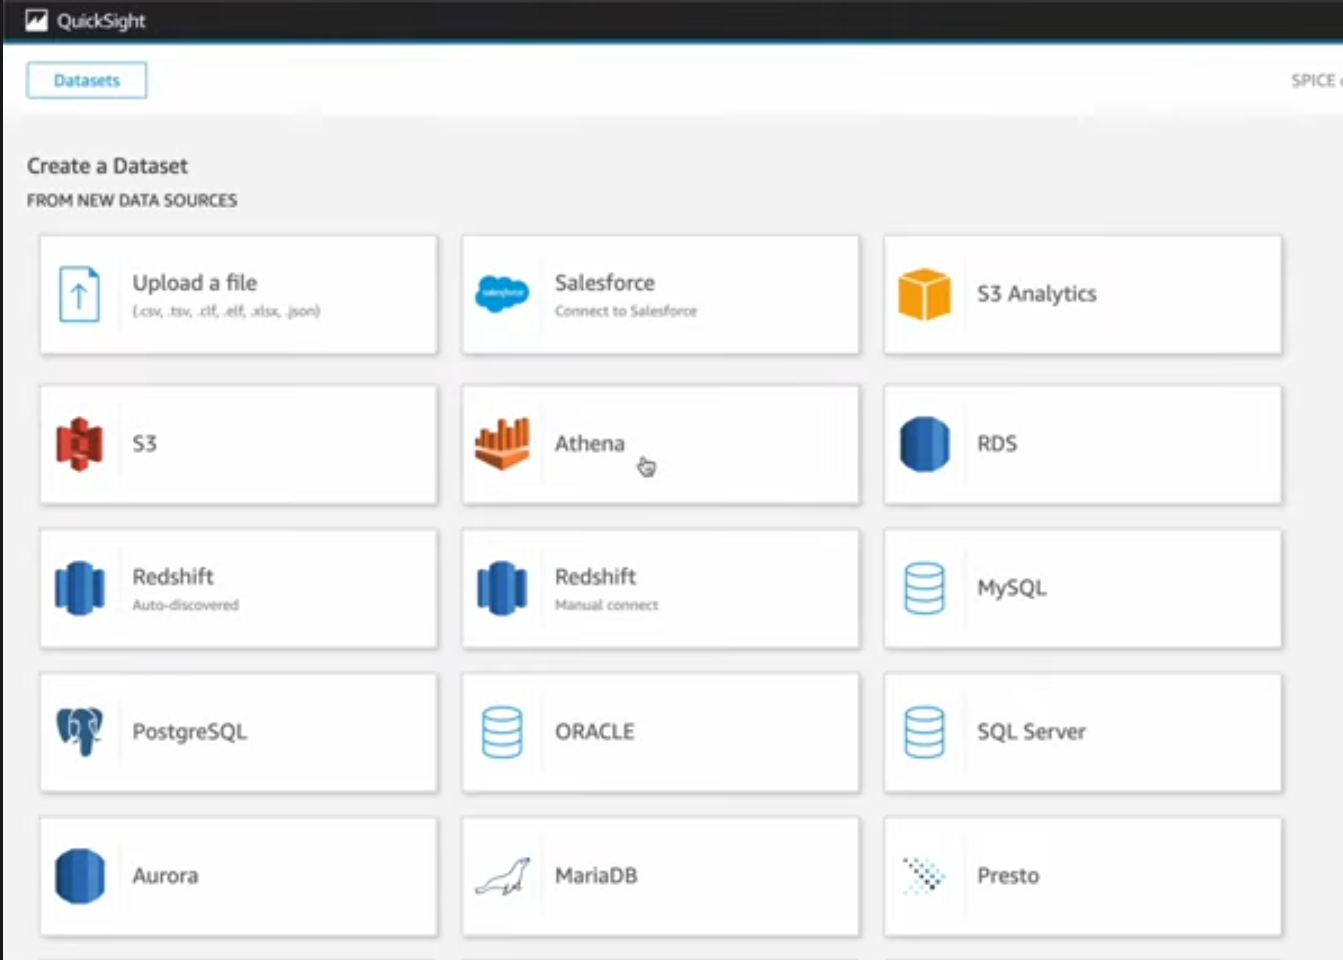 QuickSight
Datasets
SPICE
Create a Dataset
FROM NEW DATA SOURCES
Upload a file
(.csv, .tsv, .clf, .elf, .xlsx, .json)
salesforce
Salesforce
Connect to Salesforce
S3 Analytics
S3
Athena
RDS
Redshift
Auto-discovered
Redshift
Manual connect
MySQL
PostgreSQL
ORACLE
SQL Server
Aurora
MariaDB
Presto